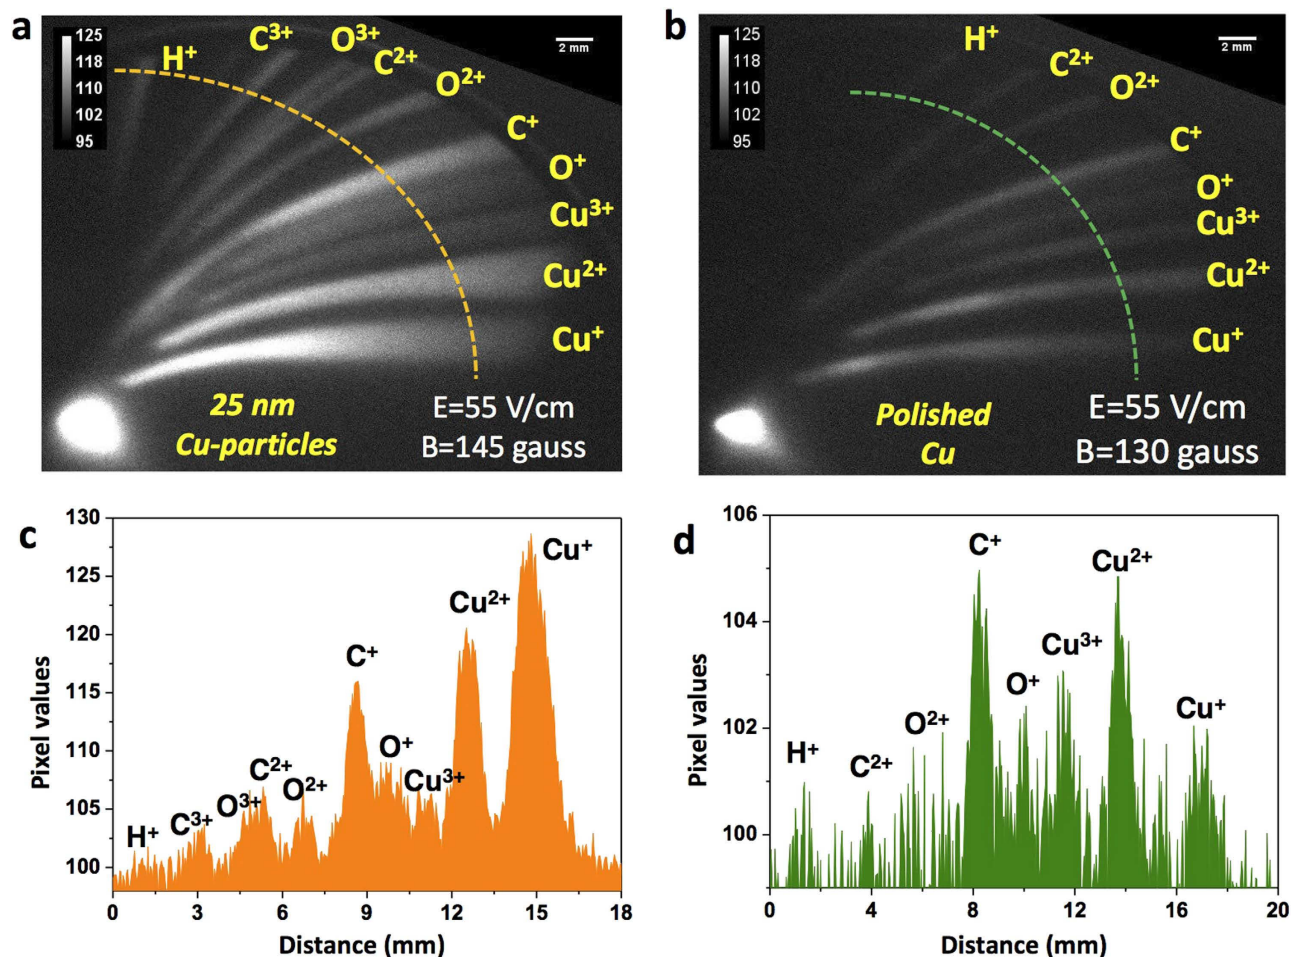 a
125
118
110
102
95
H⁺
C³⁺
O³⁺
C²⁺
O²⁺
C⁺
O⁺
Cu³⁺
Cu²⁺
Cu⁺
2 mm
25 nm
Cu-particles
E=55 V/cm
B=145 gauss
b
125
118
110
102
95
H⁺
C²⁺
O²⁺
C⁺
O⁺
Cu³⁺
Cu²⁺
Cu⁺
2 mm
Polished
Cu
E=55 V/cm
B=130 gauss
c
130
125
120
115
110
105
100
Pixel values
H⁺
C³⁺
O³⁺
C²⁺
O²⁺
C⁺
O⁺
Cu³⁺
Cu²⁺
Cu⁺
0 3 6 9 12 15 18
Distance (mm)
d
106
104
102
100
Pixel values
H⁺
C²⁺
O²⁺
C⁺
O⁺
Cu³⁺
Cu²⁺
Cu⁺
0 4 8 12 16 20
Distance (mm)